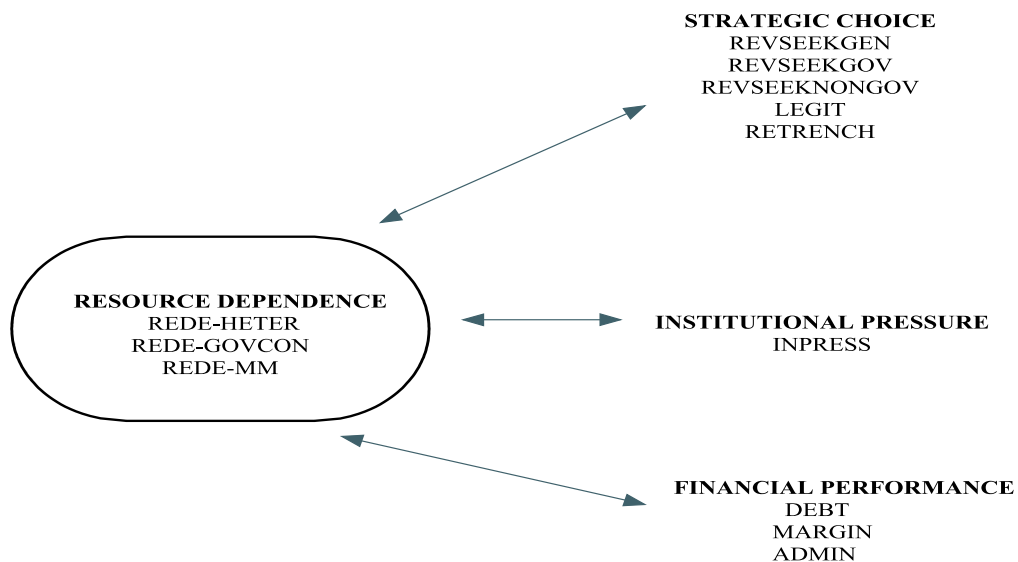 STRATEGIC CHOICE
REVSEEKGEN
REVSEEKGOV
REVSEEKNONGOV
LEGIT
RETRENCH
RESOURCE DEPENDENCE
REDE-HETER
REDE-GOVCON
REDE-MM
INSTITUTIONAL PRESSURE
INPRESS
FINANCIAL PERFORMANCE
DEBT
MARGIN
ADMIN